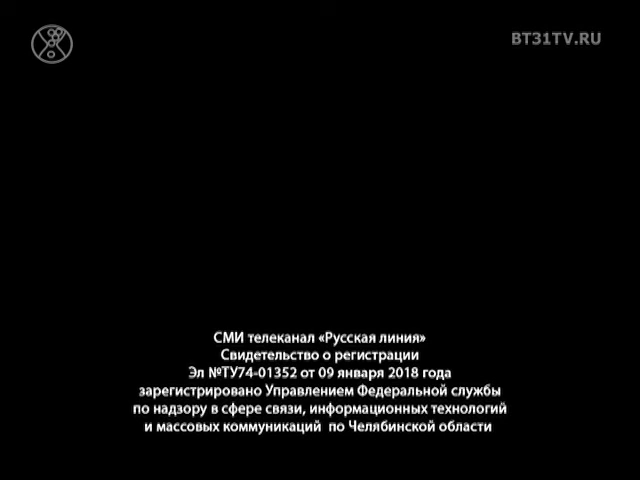 BT31TV.RU
СМИ телеканал «Русская линия»
Свидетельство о регистрации
Эл №ТУ74-01352 от 09 января 2018 года
зарегистрировано Управлением Федеральной службы
по надзору в сфере связи, информационных технологий
и массовых коммуникаций по Челябинской области